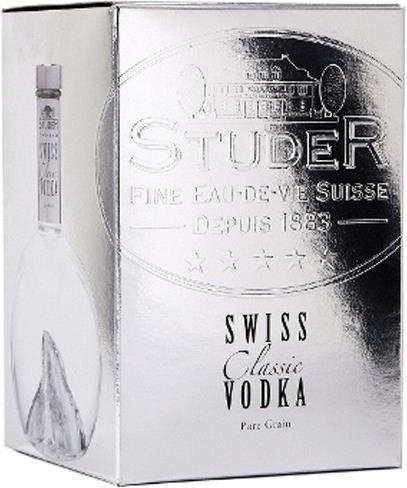 STUDER
SWISS
Classic
VODKA
STUDER
FINE EAU-DE-VIE SUISSE
DEPUIS 1883
SWISS
Classic
VODKA
Pure Grain